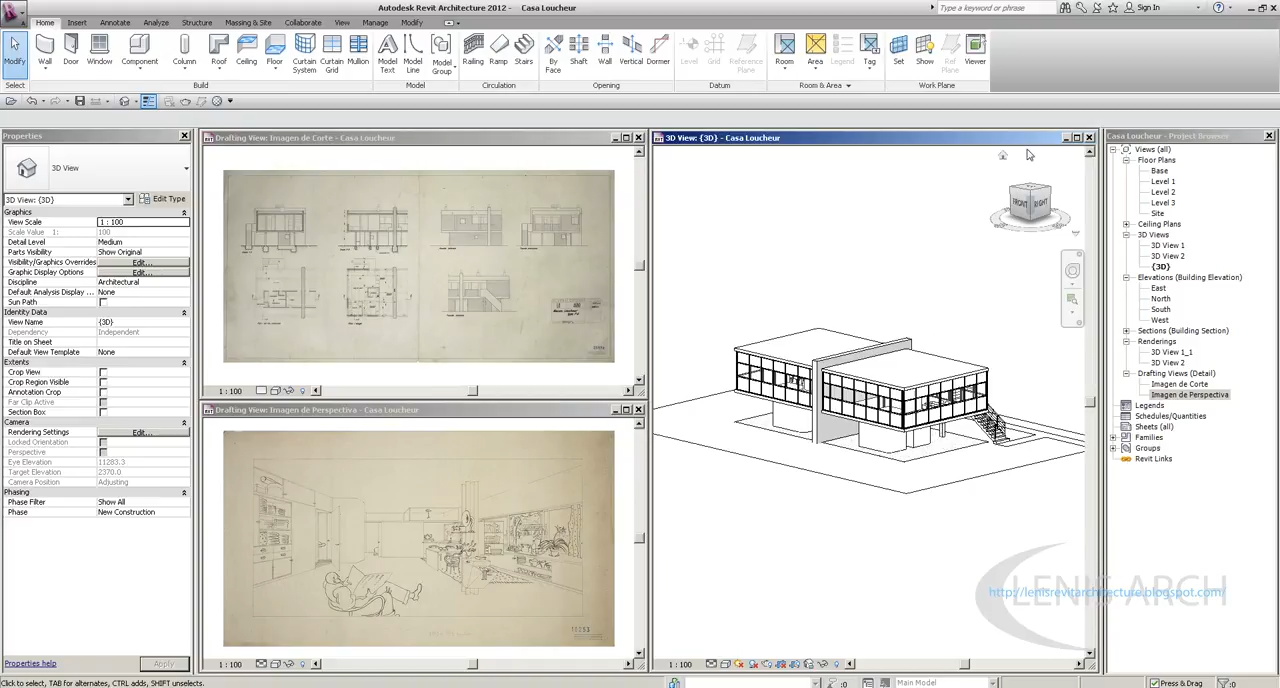 Autodesk Revit Architecture 2012 - Casa Loucheur
Type a keyword or phrase
Sign In
Home Insert Annotate Analyze Structure Massing & Site Collaborate View Manage Modify
Modify Wall Door Window Component Column Roof Ceiling Floor Curtain System Curtain Grid Mullion Model Text Model Line Model Group Railing Ramp Stairs By Face Shaft Wall Vertical Dormer Level Grid Reference Plane Room Area Legend Tag Set Show Ref Plane Viewer
Select Build Model Circulation Opening Datum Room & Area Work Plane
Properties
3D View
3D View: {3D}
Edit Type
Graphics
View Scale 1 : 100
Scale Value 1: 100
Detail Level Medium
Parts Visibility Show Original
Visibility/Graphics Overrides Edit...
Graphic Display Options Edit...
Discipline Architectural
Default Analysis Display ... None
Sun Path
Identity Data
View Name {3D}
Dependency Independent
Title on Sheet
Default View Template None
Extents
Crop View
Crop Region Visible
Annotation Crop
Far Clip Active
Section Box
Camera
Rendering Settings Edit...
Locked Orientation
Perspective
Eye Elevation 11283.3
Target Elevation 2370.0
Camera Position Adjusting
Phasing
Phase Filter Show All
Phase New Construction
Properties help
Apply
Drafting View: Imagen de Corte - Casa Loucheur
1 : 100
Drafting View: Imagen de Perspectiva - Casa Loucheur
1 : 100
3D View: {3D} - Casa Loucheur
FRONT RIGHT
1 : 100
Casa Loucheur - Project Browser
Views (all)
Floor Plans
Base
Level 1
Level 2
Level 3
Site
Ceiling Plans
3D Views
3D View 1
3D View 2
{3D}
Elevations (Building Elevation)
East
North
South
West
Sections (Building Section)
Renderings
3D View 1_1
3D View 2
Drafting Views (Detail)
Imagen de Corte
Imagen de Perspectiva
Legends
Schedules/Quantities
Sheets (all)
Families
Groups
Revit Links
LENIS ARCH
http://lenisrevitarchitecture.blogspot.com/
Click to select, TAB for alternates, CTRL adds, SHIFT unselects.
:0
Main Model
Press & Drag
:0